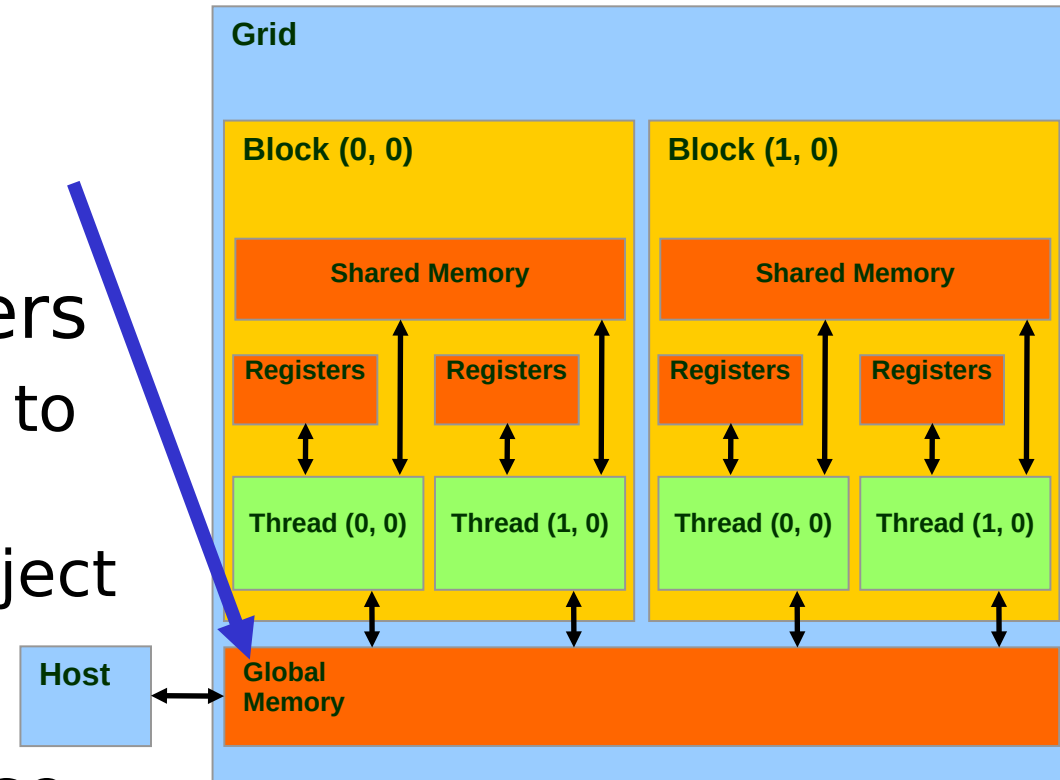 Grid
Block (0, 0)
Block (1, 0)
Shared Memory
Shared Memory
ers
Registers
Registers
Registers
Registers
to
Thread (0, 0)
Thread (1, 0)
Thread (0, 0)
Thread (1, 0)
ject
Host
Global
Memory